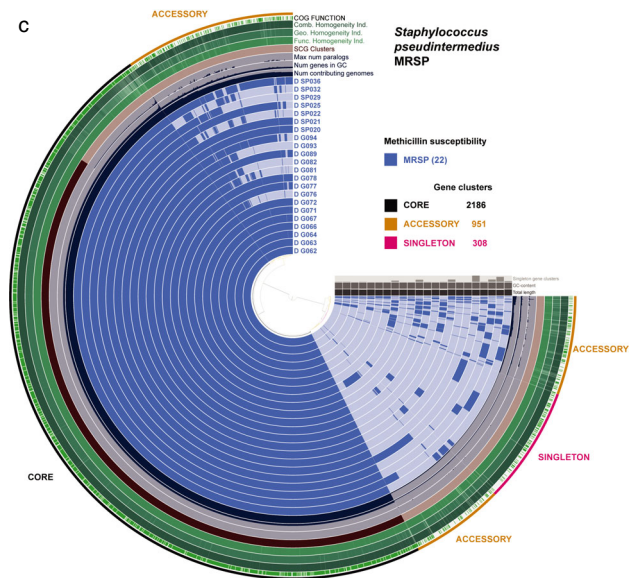 C
ACCESSORY
COG FUNCTION
Comb. Homogeneity Ind.
Geo. Homogeneity Ind.
Func. Homogeneity Ind.
SCG Clusters
Max num paralogs
Num genes in GC
Num contributing genomes
D SP036
D SP032
D SP029
D SP025
D SP022
D SP021
D SP020
D G094
D G093
D G089
D G082
D G081
D G078
D G077
D G076
D G072
D G071
D G067
D G066
D G064
D G063
D G062
Staphylococcus
pseudintermedius
MRSP
Methicillin susceptibility
MRSP (22)
Gene clusters
CORE 2186
ACCESSORY 951
SINGLETON 308
Singleton gene clusters
GC-content
Total length
ACCESSORY
SINGLETON
CORE
ACCESSORY